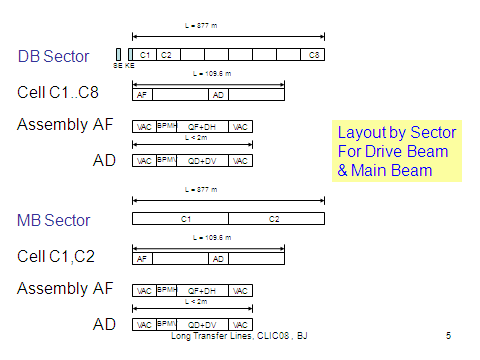 L = 877 m
DB Sector
SE KE C1 C2 C8
L = 109.6 m
Cell C1..C8
AF AD
Assembly AF
VAC BPMH QF+DH VAC
L < 2m
AD
VAC BPMV QD+DV VAC
Layout by Sector
For Drive Beam
& Main Beam
L = 877 m
MB Sector
C1 C2
L = 109.6 m
Cell C1,C2
AF AD
Assembly AF
VAC BPMH QF+DH VAC
L < 2m
AD
VAC BPMV QD+DV VAC
Long Transfer Lines, CLIC08 , BJ
5